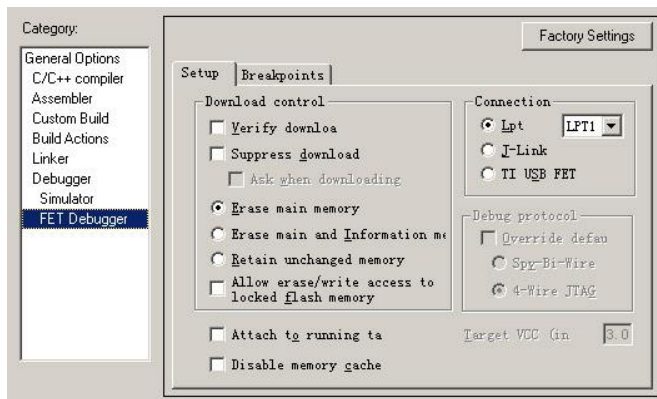 Category:
General Options
C/C++ compiler
Assembler
Custom Build
Build Actions
Linker
Debugger
Simulator
FET Debugger
Factory Settings
Setup
Breakpoints
Download control
Verify downloa
Suppress download
Ask when downloading
Erase main memory
Erase main and Information me
Retain unchanged memory
Allow erase/write access to
locked flash memory
Attach to running ta
Disable memory cache
Connection
Lpt LPT1
J-Link
TI USB FET
Debug protocol
Override defau
Spy-Bi-Wire
4-Wire JTAG
Target VCC (in 3.0